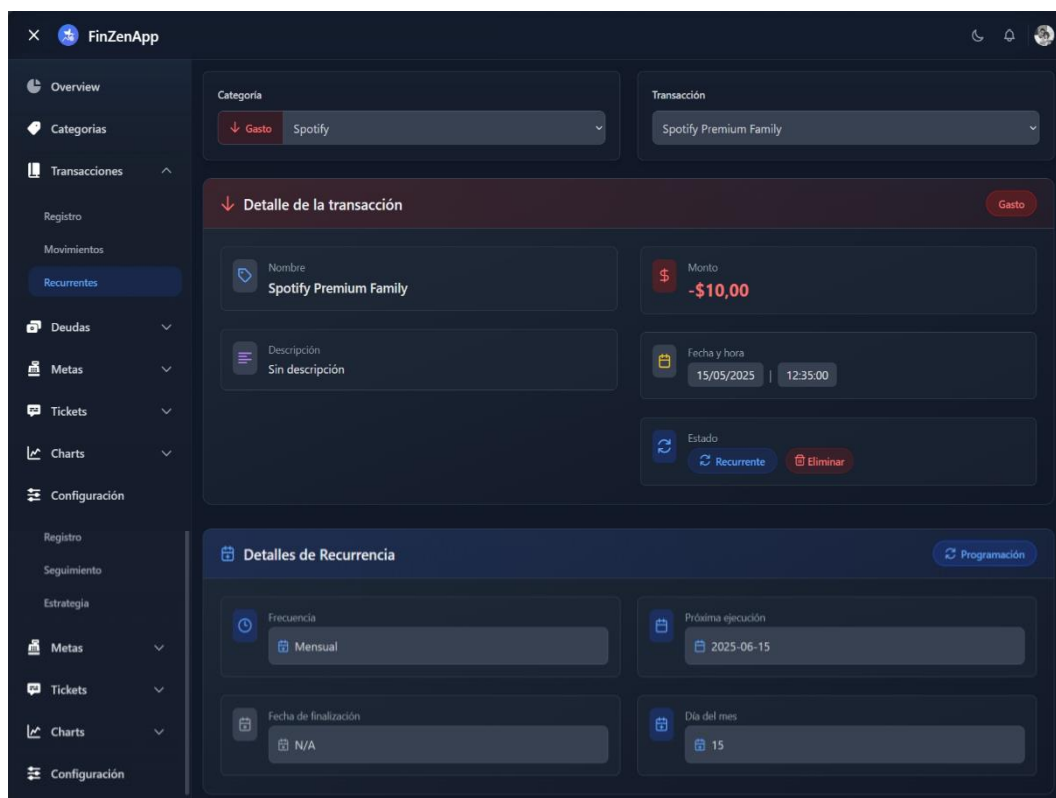 FinZenApp
Overview
Categorias
Transacciones
Registro
Movimientos
Recurrentes
Deudas
Metas
Tickets
Charts
Configuración
Registro
Seguimiento
Estrategia
Metas
Tickets
Charts
Configuración
Categoría
Gasto Spotify
Transacción
Spotify Premium Family
Detalle de la transacción
Gasto
Nombre
Spotify Premium Family
Monto
-$10,00
Descripción
Sin descripción
Fecha y hora
15/05/2025 | 12:35:00
Estado
Recurrente Eliminar
Detalles de Recurrencia
Programación
Frecuencia
Mensual
Próxima ejecución
2025-06-15
Fecha de finalización
N/A
Día del mes
15